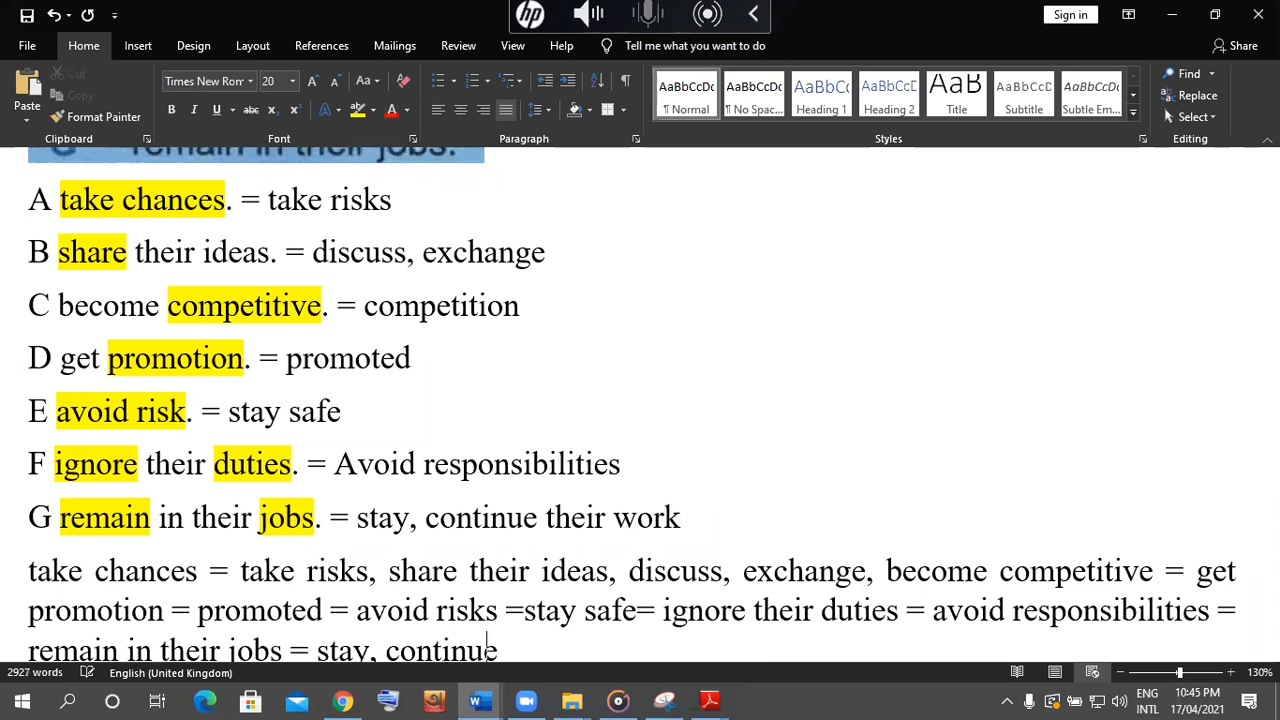 Sign in
File Home Insert Design Layout References Mailings Review View Help Tell me what you want to do Share
Cut
Copy
Paste Format Painter
Times New Rom 20
AaBbCcDc AaBbCcDc AaBbCc AaBbCcE AaB AaBbCcD AaBbCcDc
¶ Normal ¶ No Spac... Heading 1 Heading 2 Title Subtitle Subtle Em...
Find
Replace
Select
Clipboard Font Paragraph Styles Editing
remain in their jobs.
A take chances. = take risks
B share their ideas. = discuss, exchange
C become competitive. = competition
D get promotion. = promoted
E avoid risk. = stay safe
F ignore their duties. = Avoid responsibilities
G remain in their jobs. = stay, continue their work
take chances = take risks, share their ideas, discuss, exchange, become competitive = get
promotion = promoted = avoid risks =stay safe= ignore their duties = avoid responsibilities =
remain in their jobs = stay, continue
2927 words English (United Kingdom) 130%
ENG 10:45 PM
INTL 17/04/2021